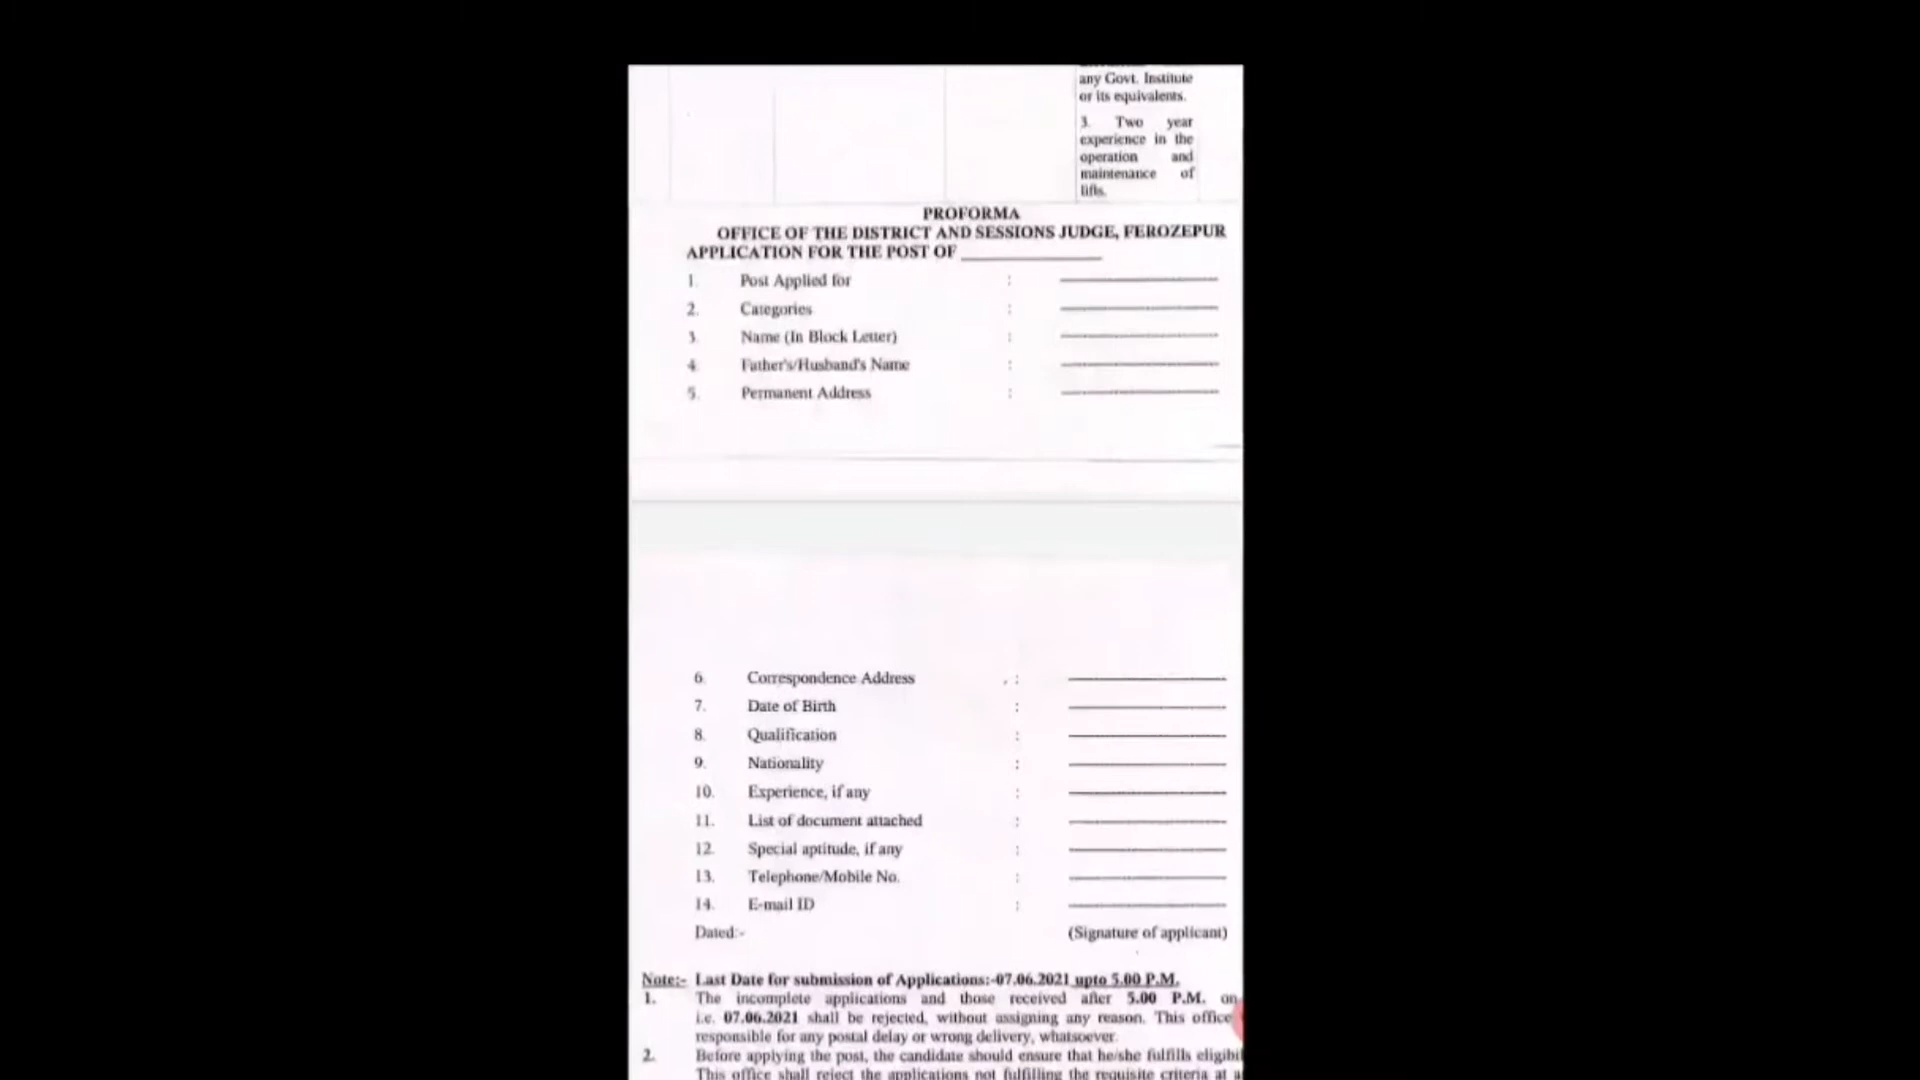 any Govt. Institute
or its equivalents.
3. Two year
experience in the
operation and
maintenance of
lifts.
PROFORMA
OFFICE OF THE DISTRICT AND SESSIONS JUDGE, FEROZEPUR
APPLICATION FOR THE POST OF ______________
1. Post Applied for :
2. Categories :
3. Name (In Block Letter) :
4. Father's/Husband's Name :
5. Permanent Address :
6. Correspondence Address :
7. Date of Birth :
8. Qualification :
9. Nationality :
10. Experience, if any :
11. List of document attached :
12. Special aptitude, if any :
13. Telephone/Mobile No. :
14. E-mail ID :
Dated:- (Signature of applicant)
Note:- Last Date for submission of Applications:-07.06.2021 upto 5.00 P.M.
1. The incomplete applications and those received after 5.00 P.M. on
i.e. 07.06.2021 shall be rejected, without assigning any reason. This office
responsible for any postal delay or wrong delivery, whatsoever.
2. Before applying the post, the candidate should ensure that he/she fulfills
This office shall reject the applications not fulfilling the requisite criteria at